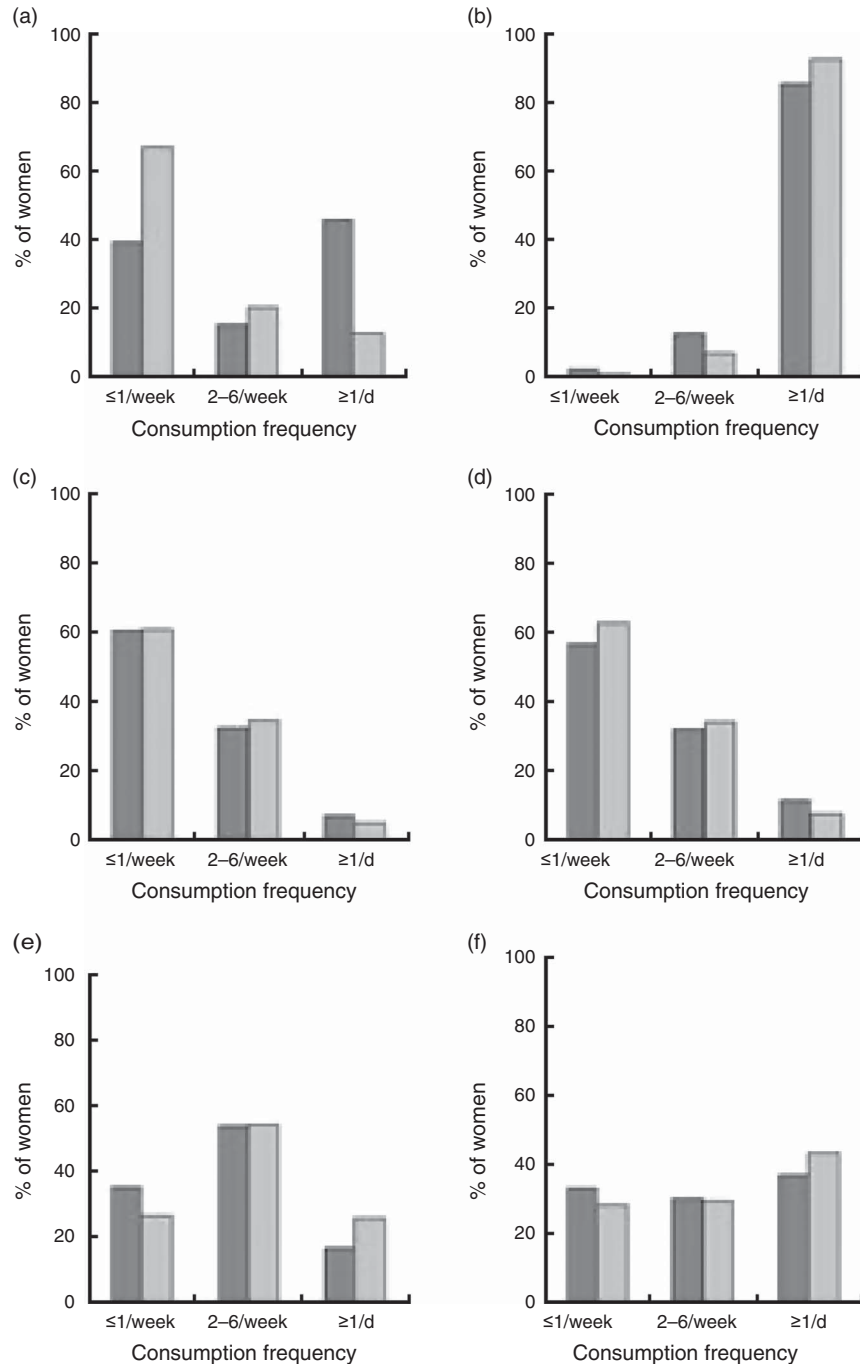 (a)
100
80
60
40
20
0
% of women
≤1/week 2–6/week ≥1/d
Consumption frequency
(b)
100
80
60
40
20
0
% of women
≤1/week 2–6/week ≥1/d
Consumption frequency
(c)
100
80
60
40
20
0
% of women
≤1/week 2–6/week ≥1/d
Consumption frequency
(d)
100
80
60
40
20
0
% of women
≤1/week 2–6/week ≥1/d
Consumption frequency
(e)
100
80
60
40
20
0
% of women
≤1/week 2–6/week ≥1/d
Consumption frequency
(f)
100
80
60
40
20
0
% of women
≤1/week 2–6/week ≥1/d
Consumption frequency